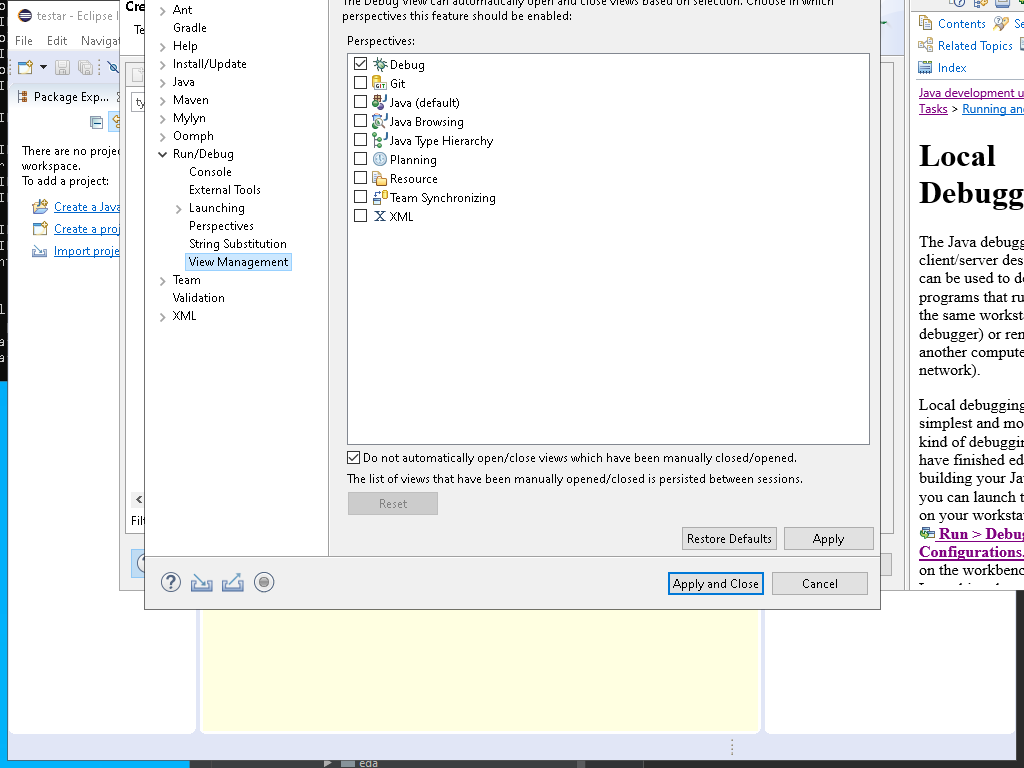 testar - Eclipse
File Edit Navigat
Package Exp...
There are no proje
workspace.
To add a project:
Create a Java
Create a proj
Import proje
Cre
Te
ty
<
Filt
Ant
Gradle
Help
Install/Update
Java
Maven
Mylyn
Oomph
Run/Debug
Console
External Tools
Launching
Perspectives
String Substitution
View Management
Team
Validation
XML
The Debug View can automatically open and close views based on selection. Choose in which
perspectives this feature should be enabled:
Perspectives:
Debug
Git
Java (default)
Java Browsing
Java Type Hierarchy
Planning
Resource
Team Synchronizing
XML
Do not automatically open/close views which have been manually closed/opened.
The list of views that have been manually opened/closed is persisted between sessions.
Reset
Restore Defaults Apply
Apply and Close Cancel
Contents Se
Related Topics
Index
Java development u
Tasks > Running and
Local
Debugg
The Java debugg
client/server des
can be used to de
programs that ru
the same worksta
debugger) or rem
another compute
network).
Local debugging
simplest and mo
kind of debuggin
have finished ed
building your Ja
you can launch t
on your worksta
Run > Debug
Configurations.
on the workbenc
eda